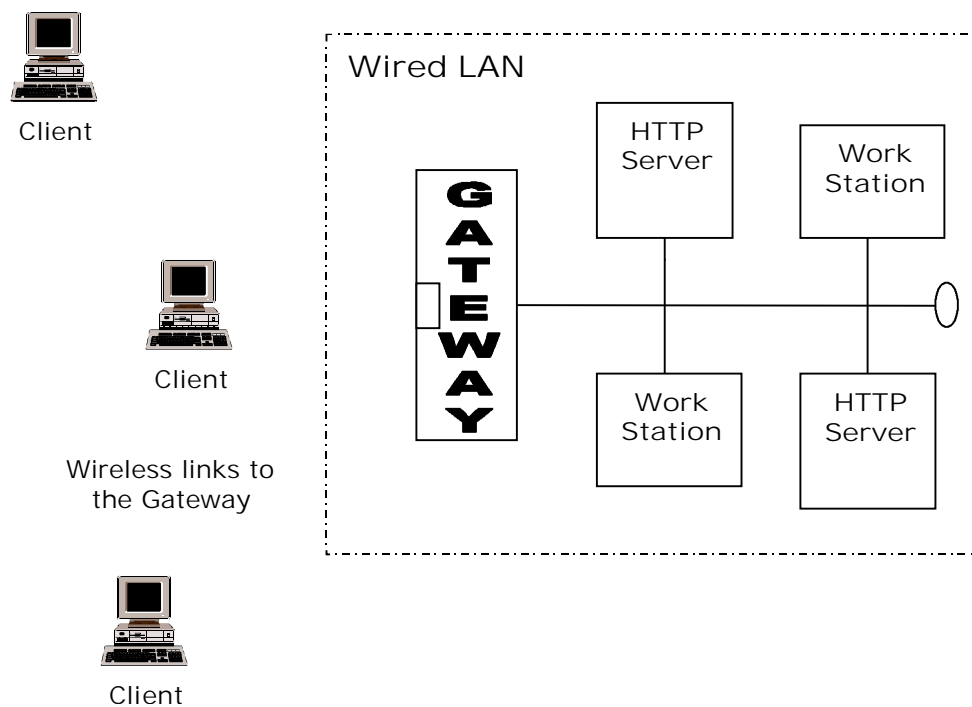 Client
Wired LAN
HTTP
Server
Work
Station
GATEWAY
Client
Work
Station
HTTP
Server
Wireless links to
the Gateway
Client